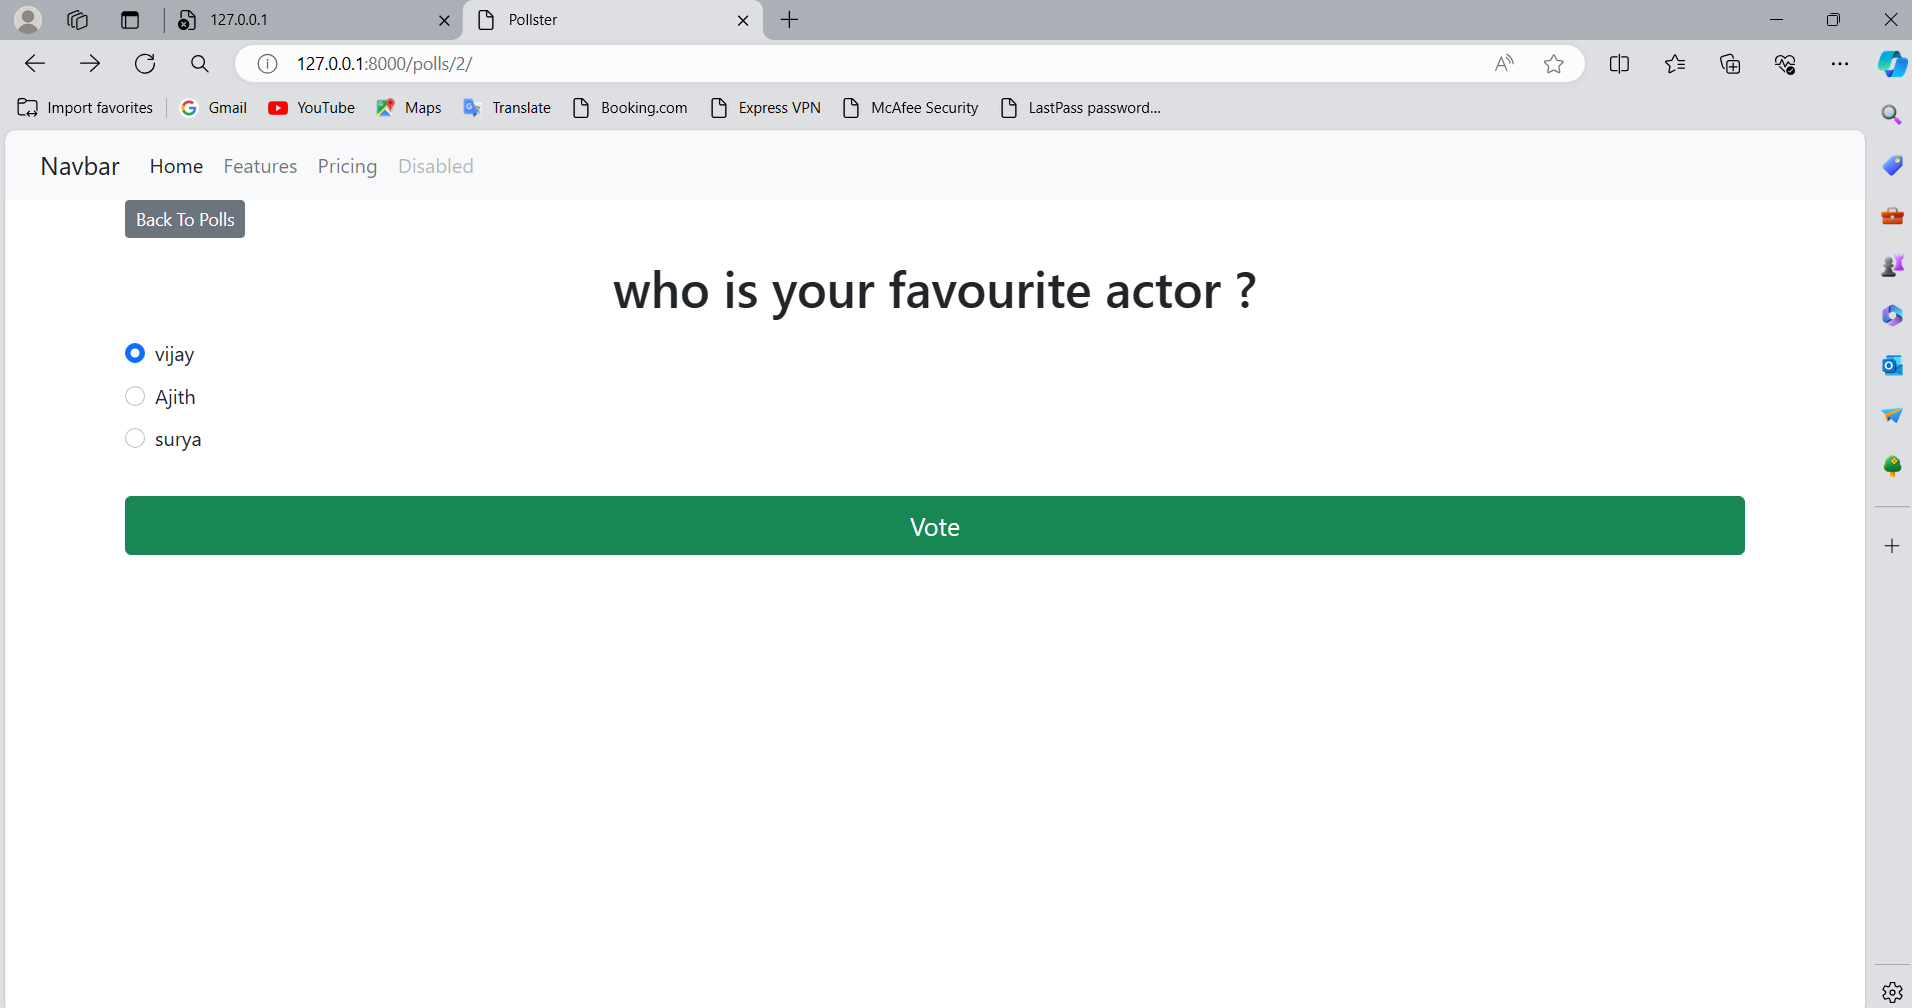 127.0.0.1
Pollster
127.0.0.1:8000/polls/2/
Import favorites
Gmail
YouTube
Maps
Translate
Booking.com
Express VPN
McAfee Security
LastPass password...
Navbar Home Features Pricing Disabled
Back To Polls
who is your favourite actor ?
vijay
Ajith
surya
Vote